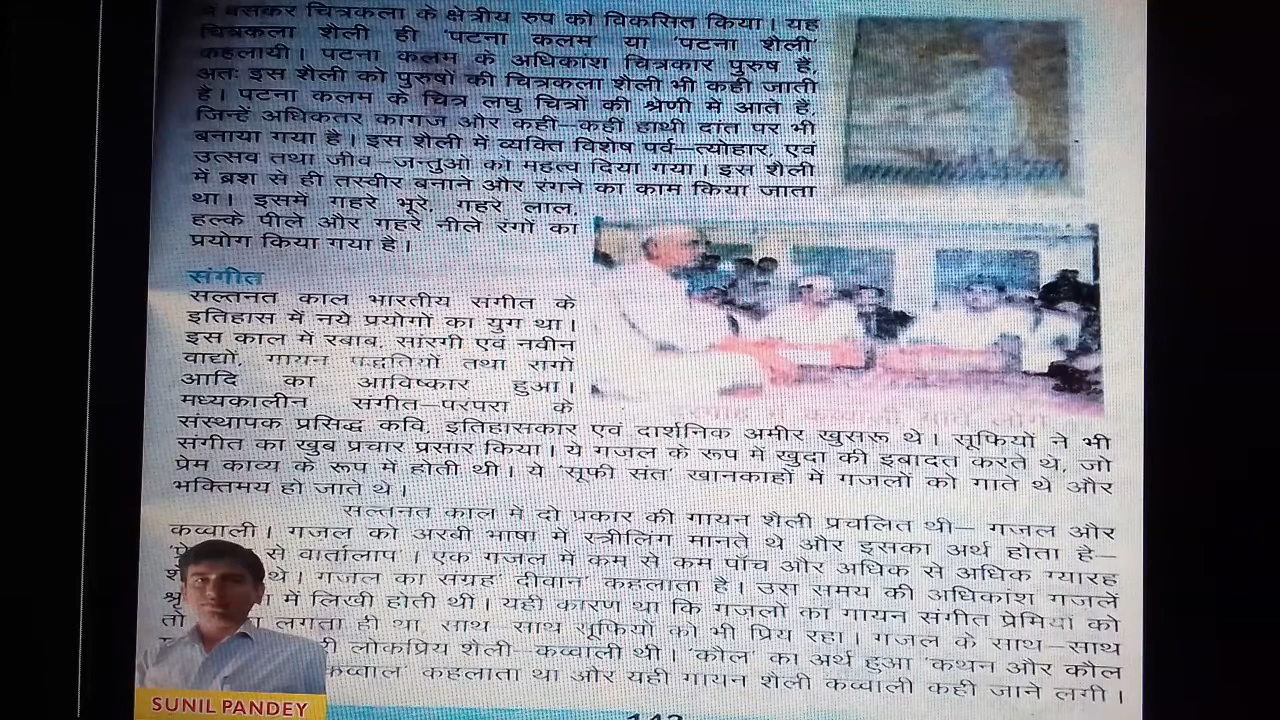 बसकर चित्रकला के क्षेत्रीय रुप को विकसित किया। यह
चित्रकला शैली ही 'पटना कलम' या 'पटना शैली'
कहलायी। पटना कलम के अधिकांश चित्रकार पुरुष हैं,
अतः इस शैली को पुरुषों की चित्रकला शैली भी कही जाती
है। पटना कलम के चित्र लघु चित्रों की श्रेणी में आते हैं,
जिन्हें अधिकतर कागज और कहीं–कहीं हाथी दांत पर भी
बनाया गया है। इस शैली में व्यक्ति विशेष पर्व–त्योहार, एवं
उत्सव तथा जीव–जन्तुओं को महत्व दिया गया। इस शैली
में ब्रश से ही तस्वीर बनाने और रंगने का काम किया जाता
था। इसमें गहरे भूरे, गहरे लाल,
हल्के पीले और गहरे नीले रंगों का
प्रयोग किया गया है।
संगीत
सल्तनत काल भारतीय संगीत के
इतिहास में नये प्रयोगों का युग था।
इस काल में रबाब, सारंगी एवं नवीन
वाद्यों, गायन पद्धतियों तथा रागों
आदि का आविष्कार हुआ।
मध्यकालीन संगीत–परंपरा के
संस्थापक प्रसिद्ध कवि, इतिहासकार एवं दार्शनिक अमीर खुसरू थे। सूफियों ने भी
संगीत का खुब प्रचार प्रसार किया। ये गजल के रूप में खुदा की इबादत करते थे, जो
प्रेम काव्य के रूप में होती थी। ये 'सूफी संत' खानकाहों में गजलों को गाते थे और
भक्तिमय हो जाते थे।
सल्तनत काल में दो प्रकार की गायन शैली प्रचलित थी– गजल और
कव्वाली। गजल को अरबी भाषा में स्त्रीलिंग मानते थे और इसका अर्थ होता है–
से वार्तालाप । एक गजल में कम से कम पाँच और अधिक से अधिक ग्यारह
थे। गजल का संग्रह 'दीवान' कहलाता है। उस समय की अधिकांश गजलें
में लिखी होती थी। यही कारण था कि गजलों का गायन संगीत प्रेमियों को
तो लगता ही था साथ साथ सूफियों को भी प्रिय रहा। गजल के साथ–साथ
लोकप्रिय शैली–कव्वाली थी। 'कौल' का अर्थ हुआ 'कथन और कौल
कव्वाल कहलाता था और यही गायन शैली कव्वाली कही जाने लगी।
SUNIL PANDEY